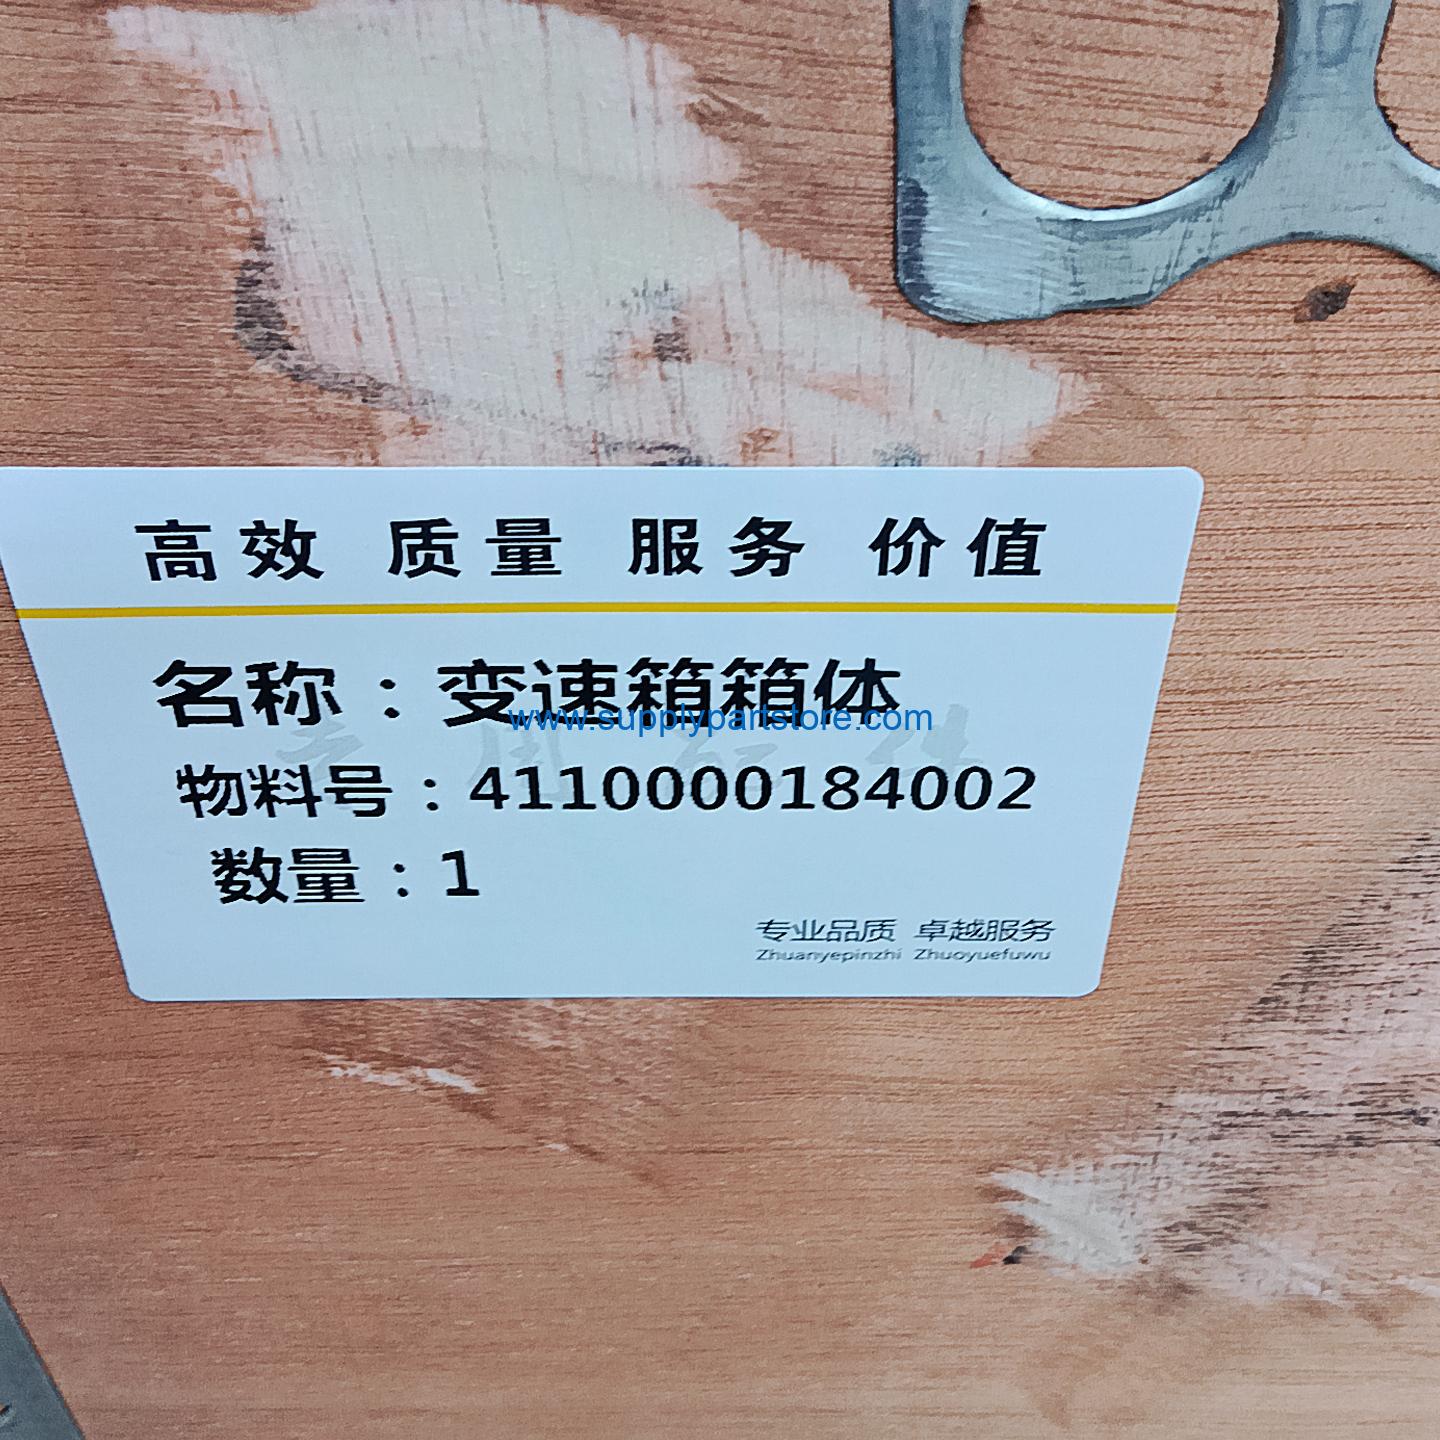 高效 质量 服务 价值
名称：变速箱箱体
www.supplypartstore.com
物料号：4110000184002
数量：1
专业品质 卓越服务
Zhuanyepinzhi Zhuoyuefuwu